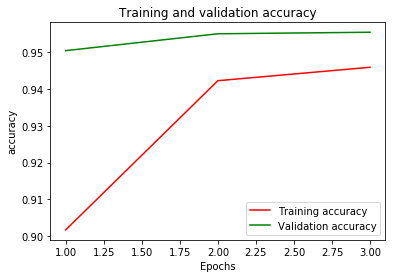 Training and validation accuracy
accuracy
0.95
0.94
0.93
0.92
0.91
0.90
Training accuracy
Validation accuracy
1.00 1.25 1.50 1.75 2.00 2.25 2.50 2.75 3.00
Epochs